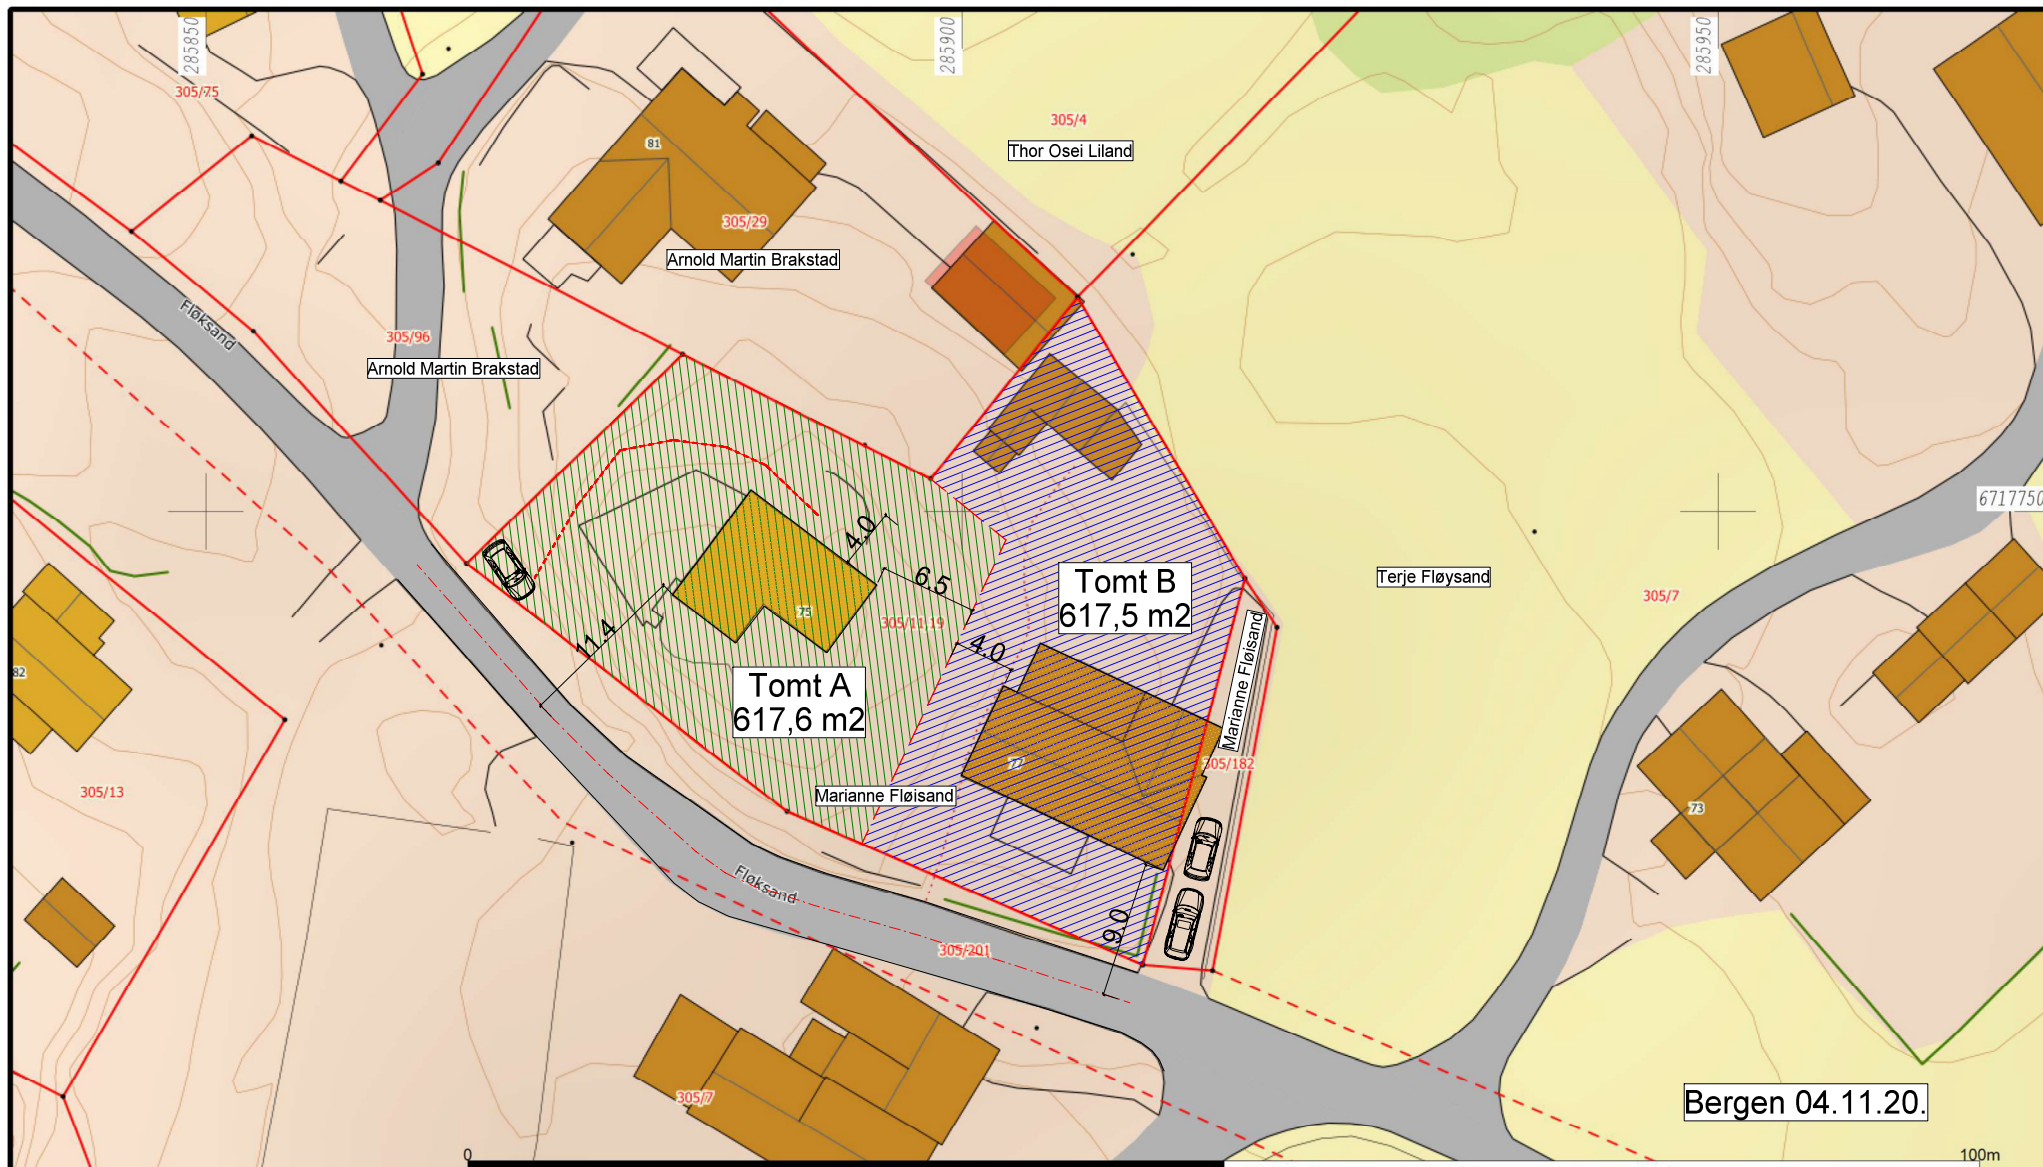 285850
285900
285950
305/75
305/4
Thor Osei Liland
81
305/29
Arnold Martin Brakstad
Fløksand
305/96
Arnold Martin Brakstad
6717750
4,0
6.5
Tomt B
617,5 m2
Terje Fløysand
305/7
75
305/11,19
11.4
4.0
Marianne Fløisand
82
Tomt A
617,6 m2
72
305/182
305/13
Marianne Fløisand
73
Fløksand
9.0
305/201
305/7
Bergen 04.11.20.
0
100m